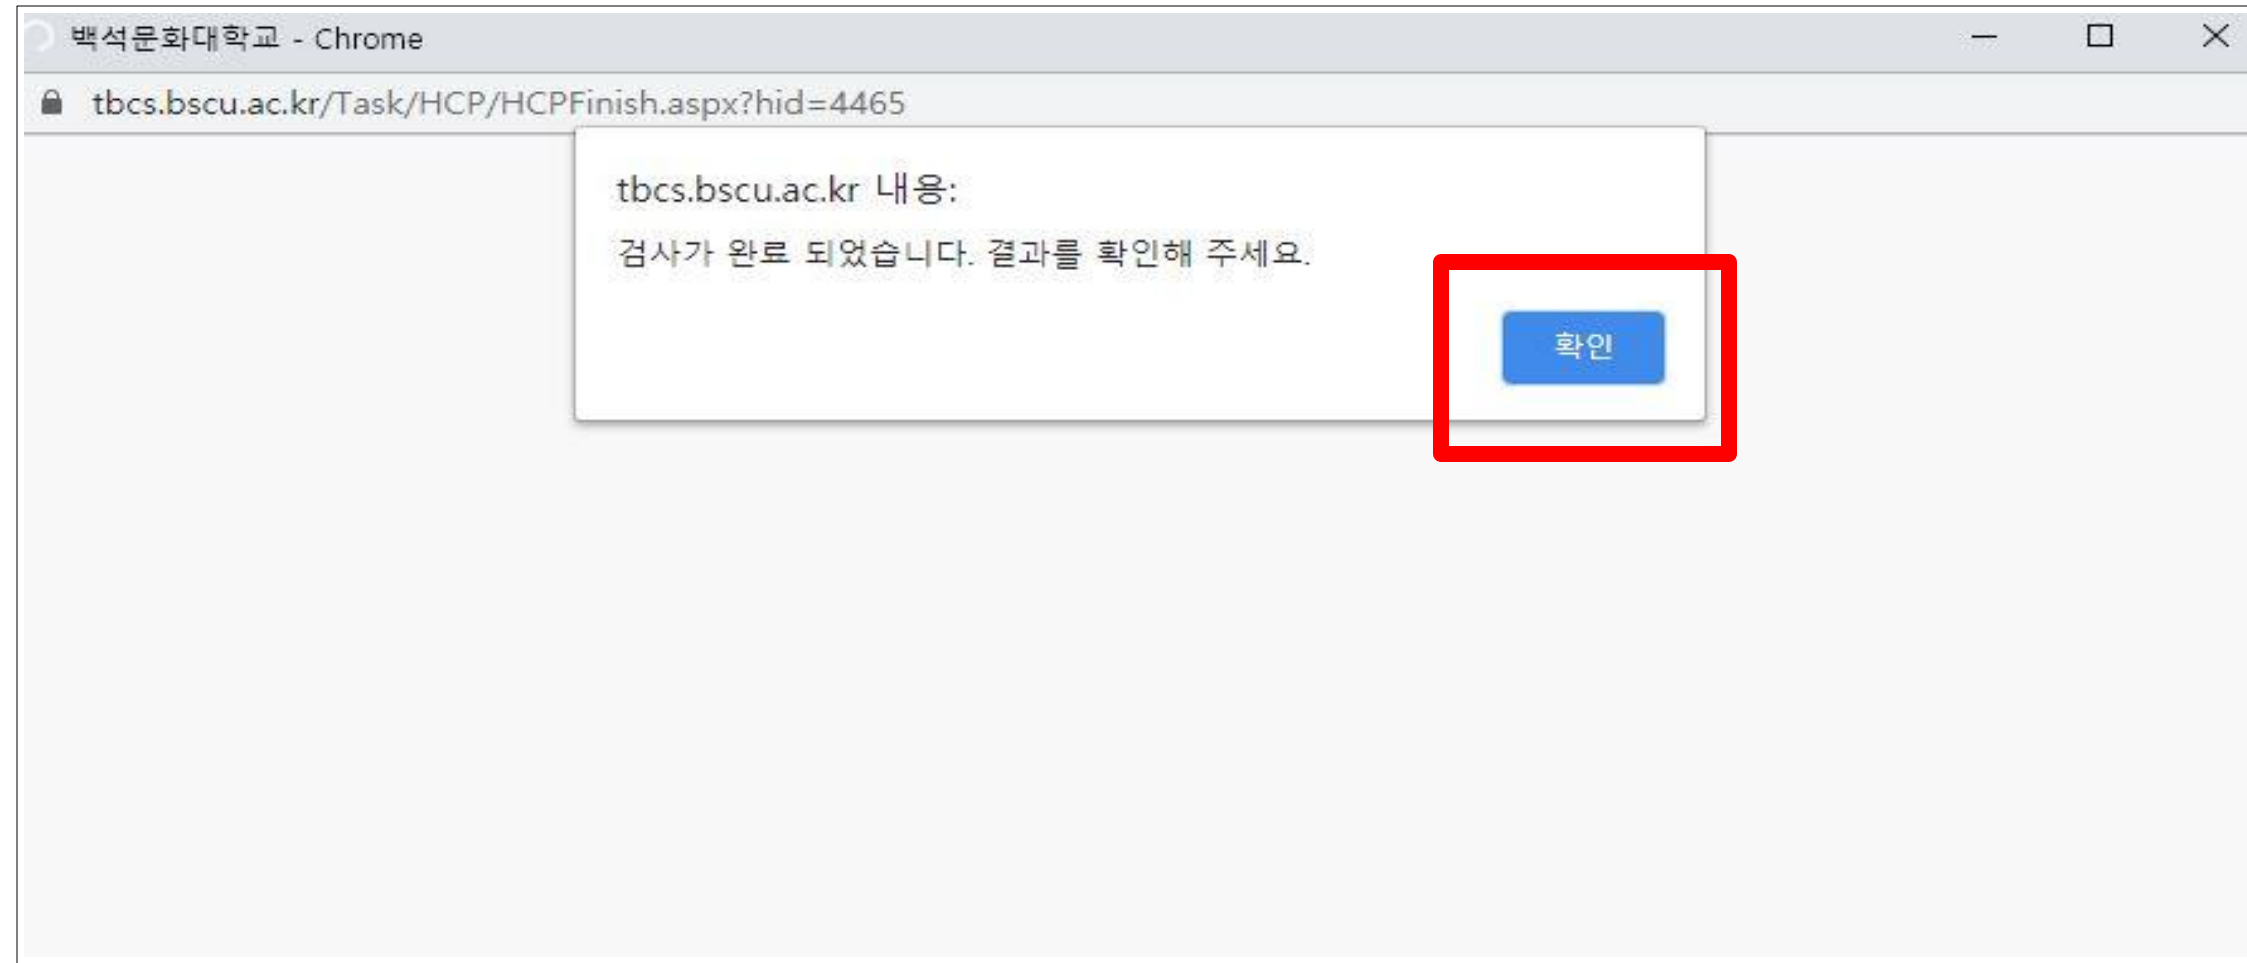 백석문화대학교 - Chrome
tbcs.bscu.ac.kr/Task/HCP/HCPFinish.aspx?hid=4465
tbcs.bscu.ac.kr 내용:
검사가 완료 되었습니다. 결과를 확인해 주세요.
확인